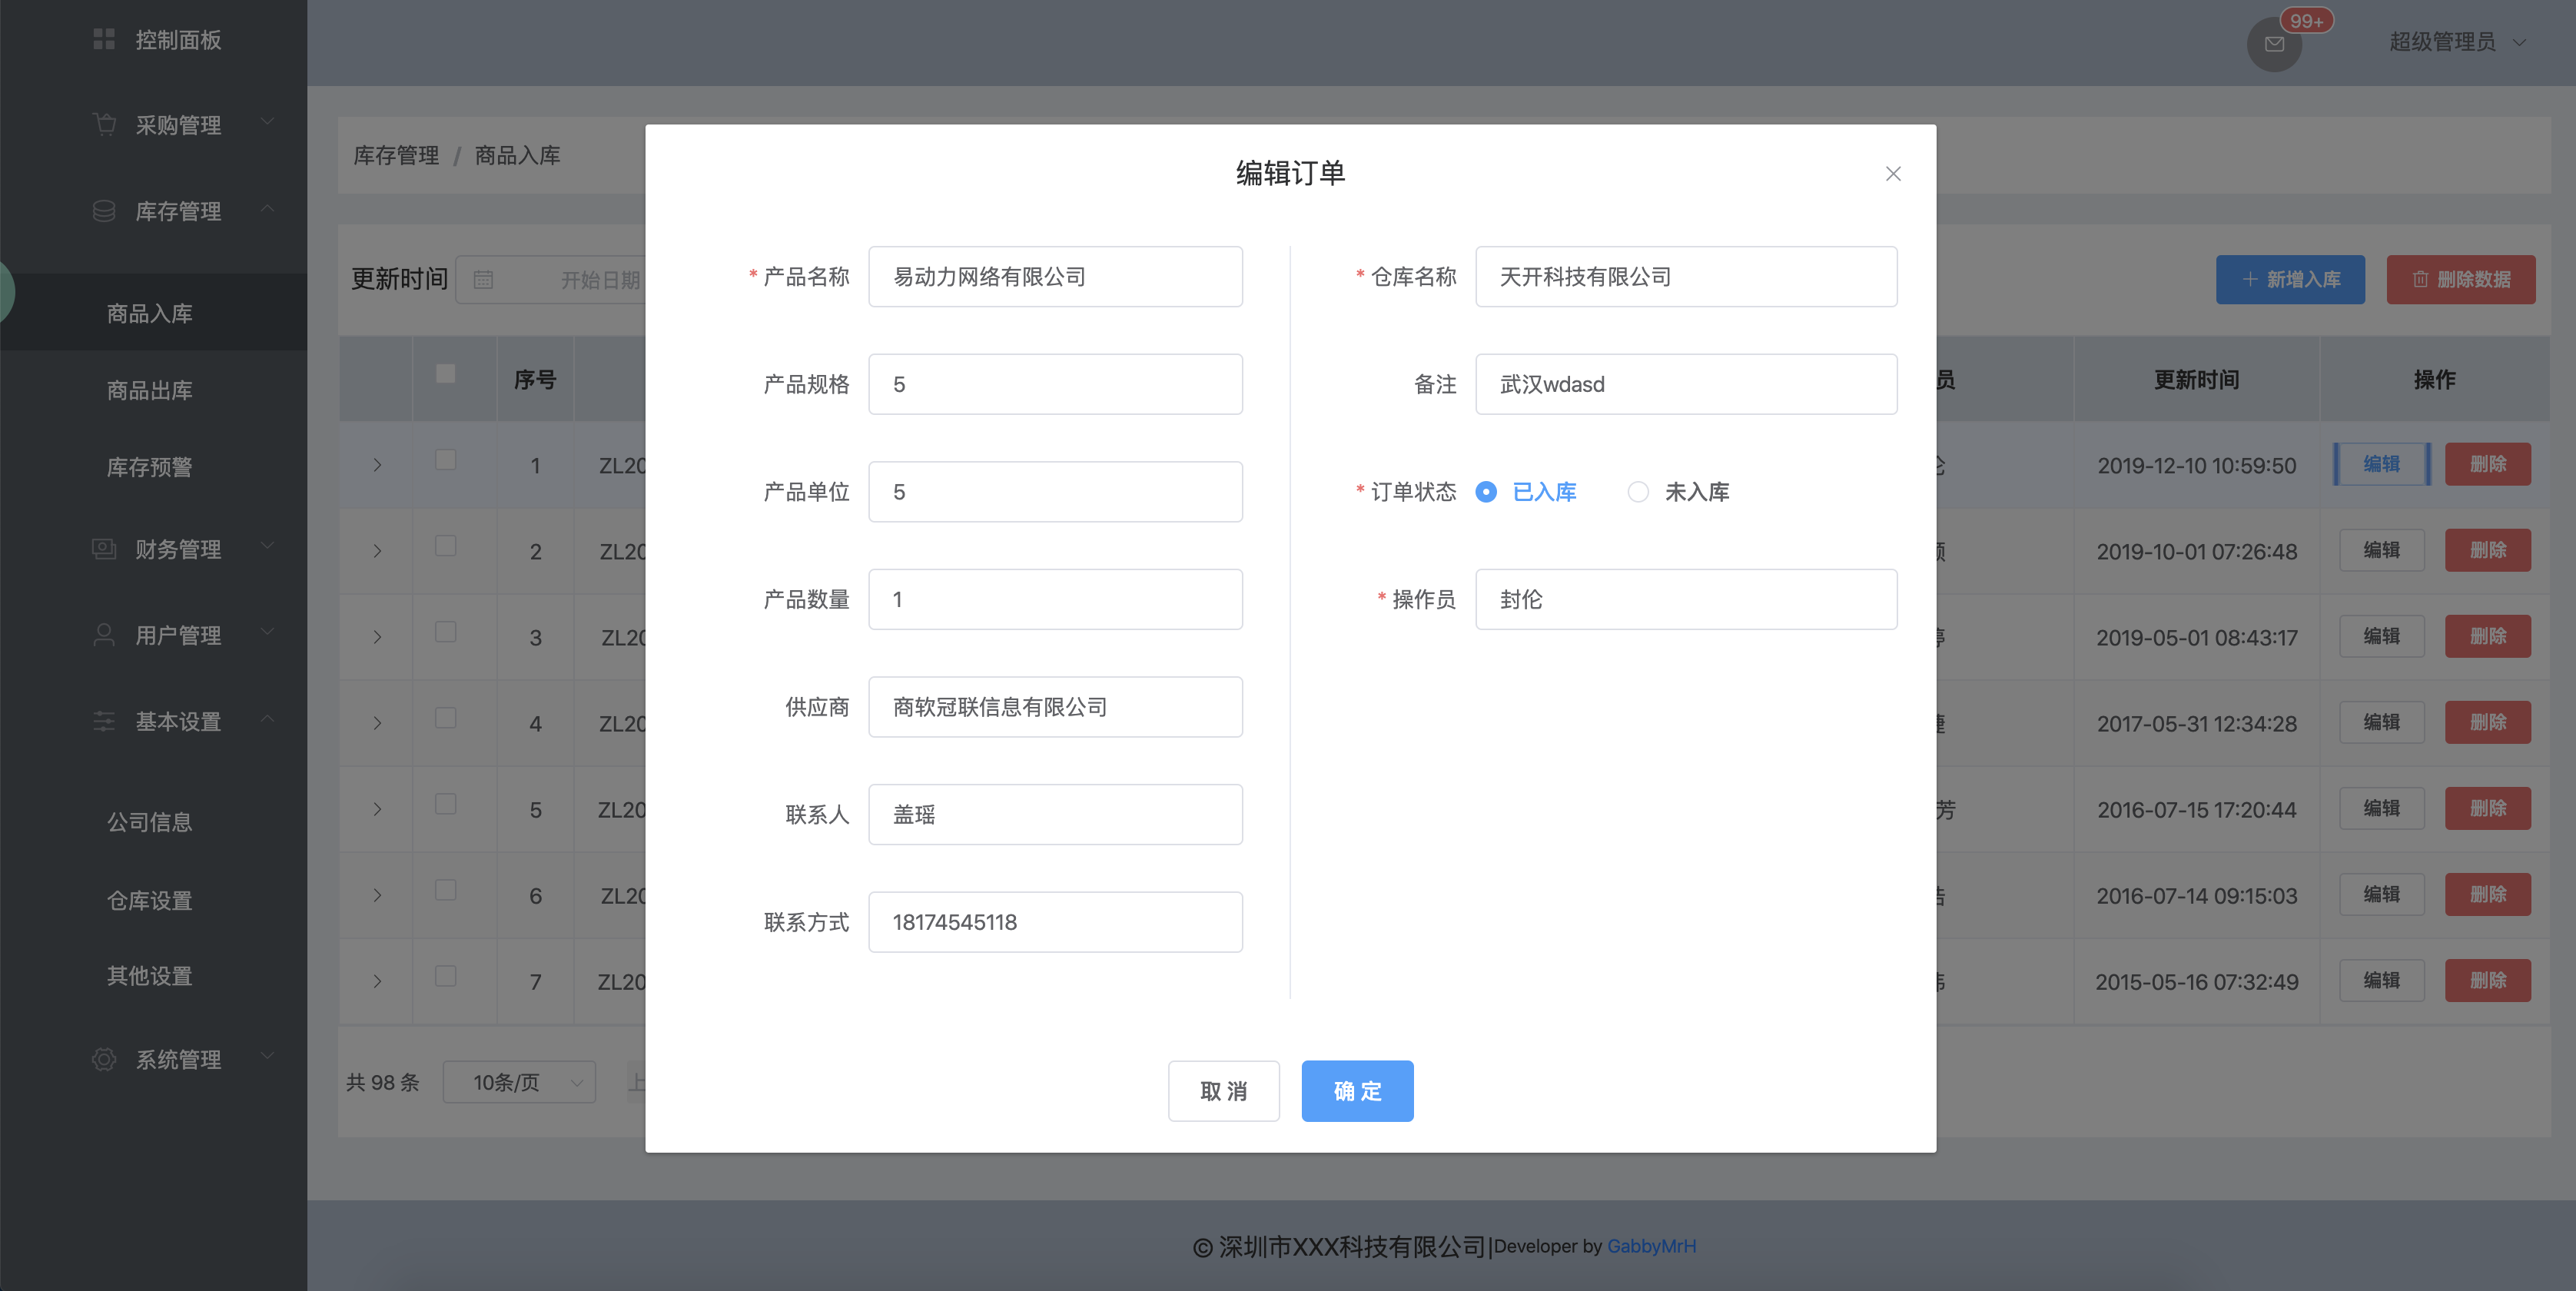 控制面板
采购管理
库存管理
商品入库
商品出库
库存预警
财务管理
用户管理
基本设置
公司信息
仓库设置
其他设置
系统管理
99+
超级管理员
库存管理 / 商品入库
更新时间 开始日期
+ 新增入库 删除数据
序号 员 更新时间 操作
1 ZL20 2019-12-10 10:59:50 编辑 删除
2 ZL20 2019-10-01 07:26:48 编辑 删除
3 ZL20 2019-05-01 08:43:17 编辑 删除
4 ZL20 2017-05-31 12:34:28 编辑 删除
5 ZL20 芳 2016-07-15 17:20:44 编辑 删除
6 ZL20 2016-07-14 09:15:03 编辑 删除
7 ZL20 2015-05-16 07:32:49 编辑 删除
共 98 条 10条/页 上
编辑订单
* 产品名称 易动力网络有限公司
产品规格 5
产品单位 5
产品数量 1
供应商 商软冠联信息有限公司
联系人 盖瑶
联系方式 18174545118
* 仓库名称 天开科技有限公司
备注 武汉wdasd
* 订单状态 已入库 未入库
* 操作员 封伦
取 消 确 定
© 深圳市XXX科技有限公司|Developer by GabbyMrH